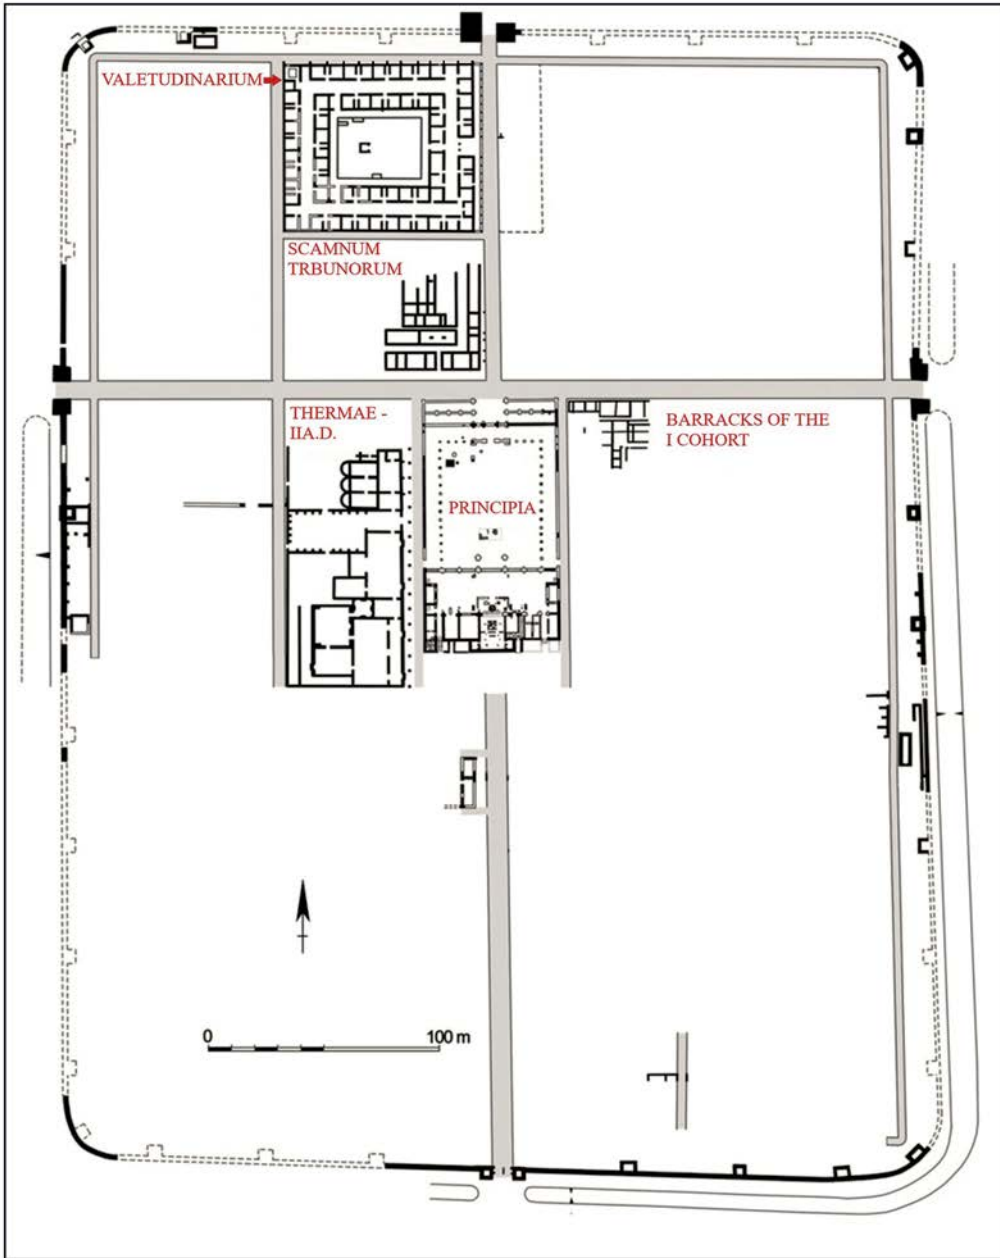 VALETUDINARIUM
SCAMNUM
TRBUNORUM
THERMAE -
IIA.D.
BARRACKS OF THE
I COHORT
PRINCIPIA
0 100 m